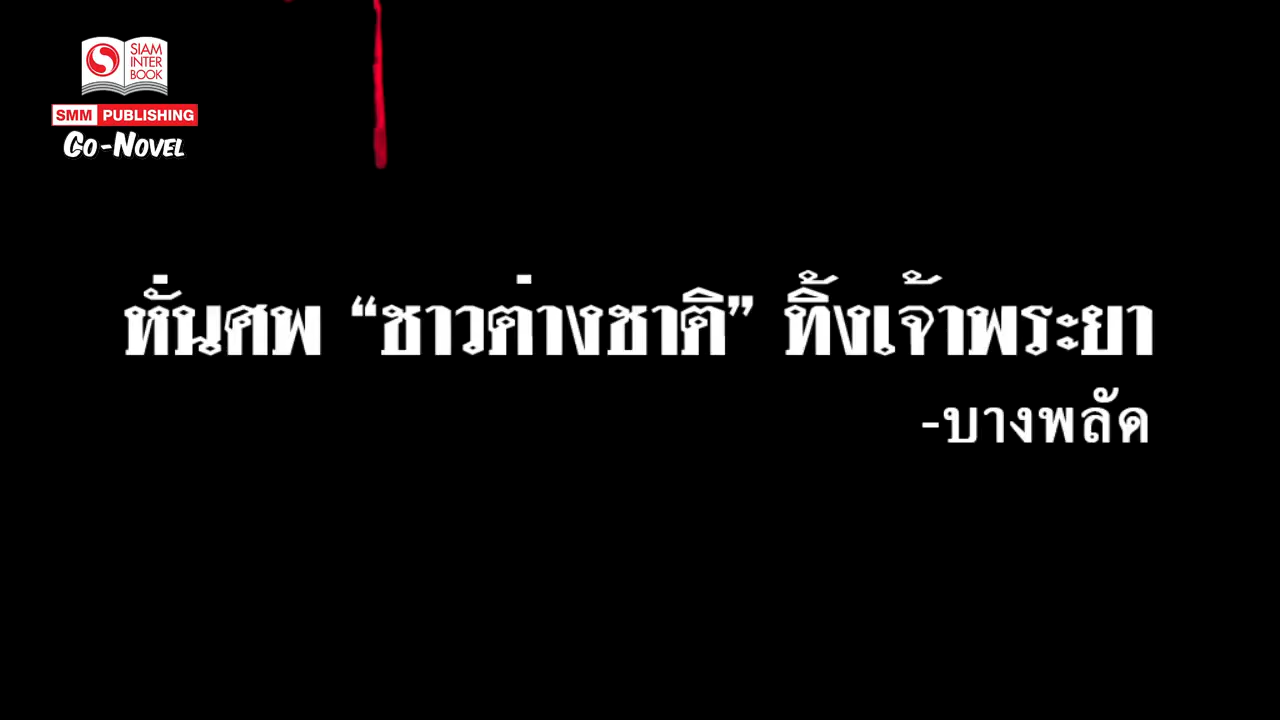 SIAM
INTER
BOOK
SMM PUBLISHING
GO-NOVEL
หั่นศพ “ชาวต่างชาติ” ทิ้งเจ้าพระยา
-บางพลัด